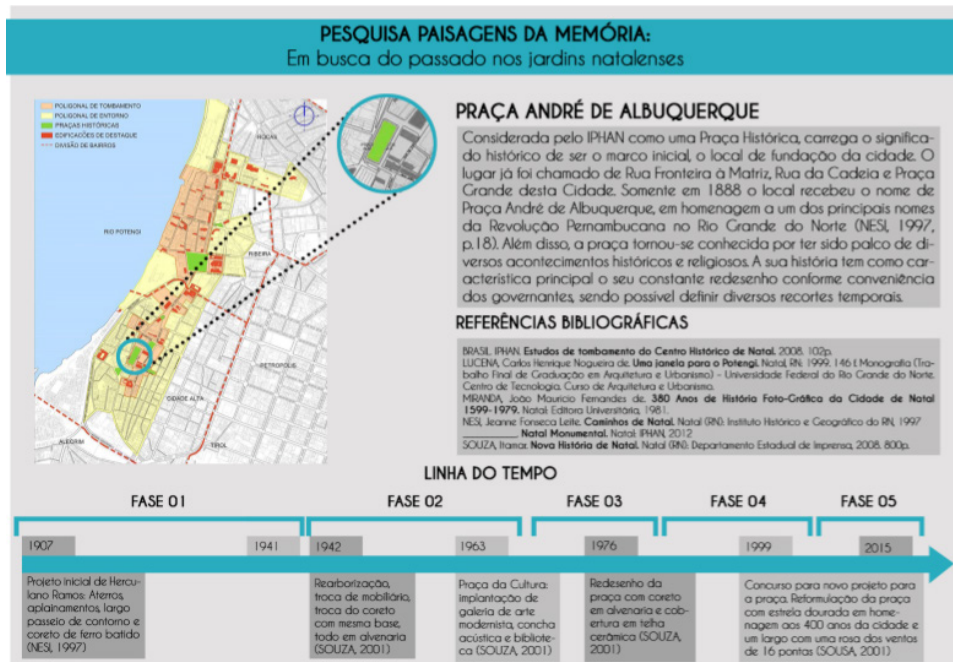 PESQUISA PAISAGENS DA MEMÓRIA:
Em busca do passado nos jardins natalenses
POLIGONAL DE TOMBAMENTO
POLIGONAL DE ENTORNO
PRAÇAS HISTÓRICAS
EDIFICAÇÕES DE DESTAQUE
DIVISÃO DE BAIRROS
ROCAS
RIO POTENGI
RIBEIRA
PETROPOLIS
CIDADE ALTA
ALECRIM
TIROL
PRAÇA ANDRÉ DE ALBUQUERQUE
Considerada pelo IPHAN como uma Praça Histórica, carrega o significa-
do histórico de ser o marco inicial, o local de fundação da cidade. O
lugar já foi chamado de Rua Fronteira à Matriz, Rua da Cadeia e Praça
Grande desta Cidade. Somente em 1888 o local recebeu o nome de
Praça André de Albuquerque, em homenagem a um dos principais nomes
da Revolução Pernambucana no Rio Grande do Norte (NESI, 1997,
p.18). Além disso, a praça tornou-se conhecida por ter sido palco de di-
versos acontecimentos históricos e religiosos. A sua história tem como car-
acterística principal o seu constante redesenho conforme conveniência
dos governantes, sendo possivel definir diversos recortes temporais.
REFERÊNCIAS BIBLIOGRÁFICAS
BRASIL. IPHAN. Estudos de tombamento do Centro Histórico de Natal. 2008. 102p.
LUCENA, Carlos Henrique Nogueira de. Uma janela para o Potengi. Natal, RN: 1999. 146 f. Monografia (Tra-
balho Final de Graduação em Arquitetura e Urbanismo) – Universidade Federal do Rio Grande do Norte.
Centro de Tecnologia. Curso de Arquitetura e Urbanismo.
MIRANDA, João Mauricio Fernandes de. 380 Anos de História Foto-Gráfica da Cidade de Natal
1599-1979. Natal: Editora Universitária, 1981.
NESI, Jeanne Fonseca Leite. Caminhos de Natal. Natal (RN): Instituto Histórico e Geográfico do RN, 1997
________ Natal Monumental. Natal: IPHAN, 2012
SOUZA, Itamar. Nova História de Natal. Natal (RN): Departamento Estadual de Imprensa, 2008. 800p.
LINHA DO TEMPO
FASE 01
FASE 02
FASE 03
FASE 04
FASE 05
1907
1941
1942
1963
1976
1999
2015
Projeto inicial de Hercu-
lano Ramos: Aterros,
aplainamentos, largo
passeio de contorno e
coreto de ferro batido
(NESI, 1997)
Rearborização,
troca de mobiliário,
troca do coreto
com mesma base,
todo em alvenaria
(SOUZA, 2001)
Praça da Cultura:
implantação de
galeria de arte
modernista, concha
acústica e bibliote-
ca (SOUZA, 2001)
Redesenho da
praça com coreto
em alvenaria e cob-
ertura em telha
cerâmica (SOUZA,
2001)
Concurso para novo projeto para
a praça. Reformulação da praça
com estrela dourada em home-
nagem aos 400 anos da cidade e
um largo com uma rosa dos ventos
de 16 pontas (SOUSA, 2001)